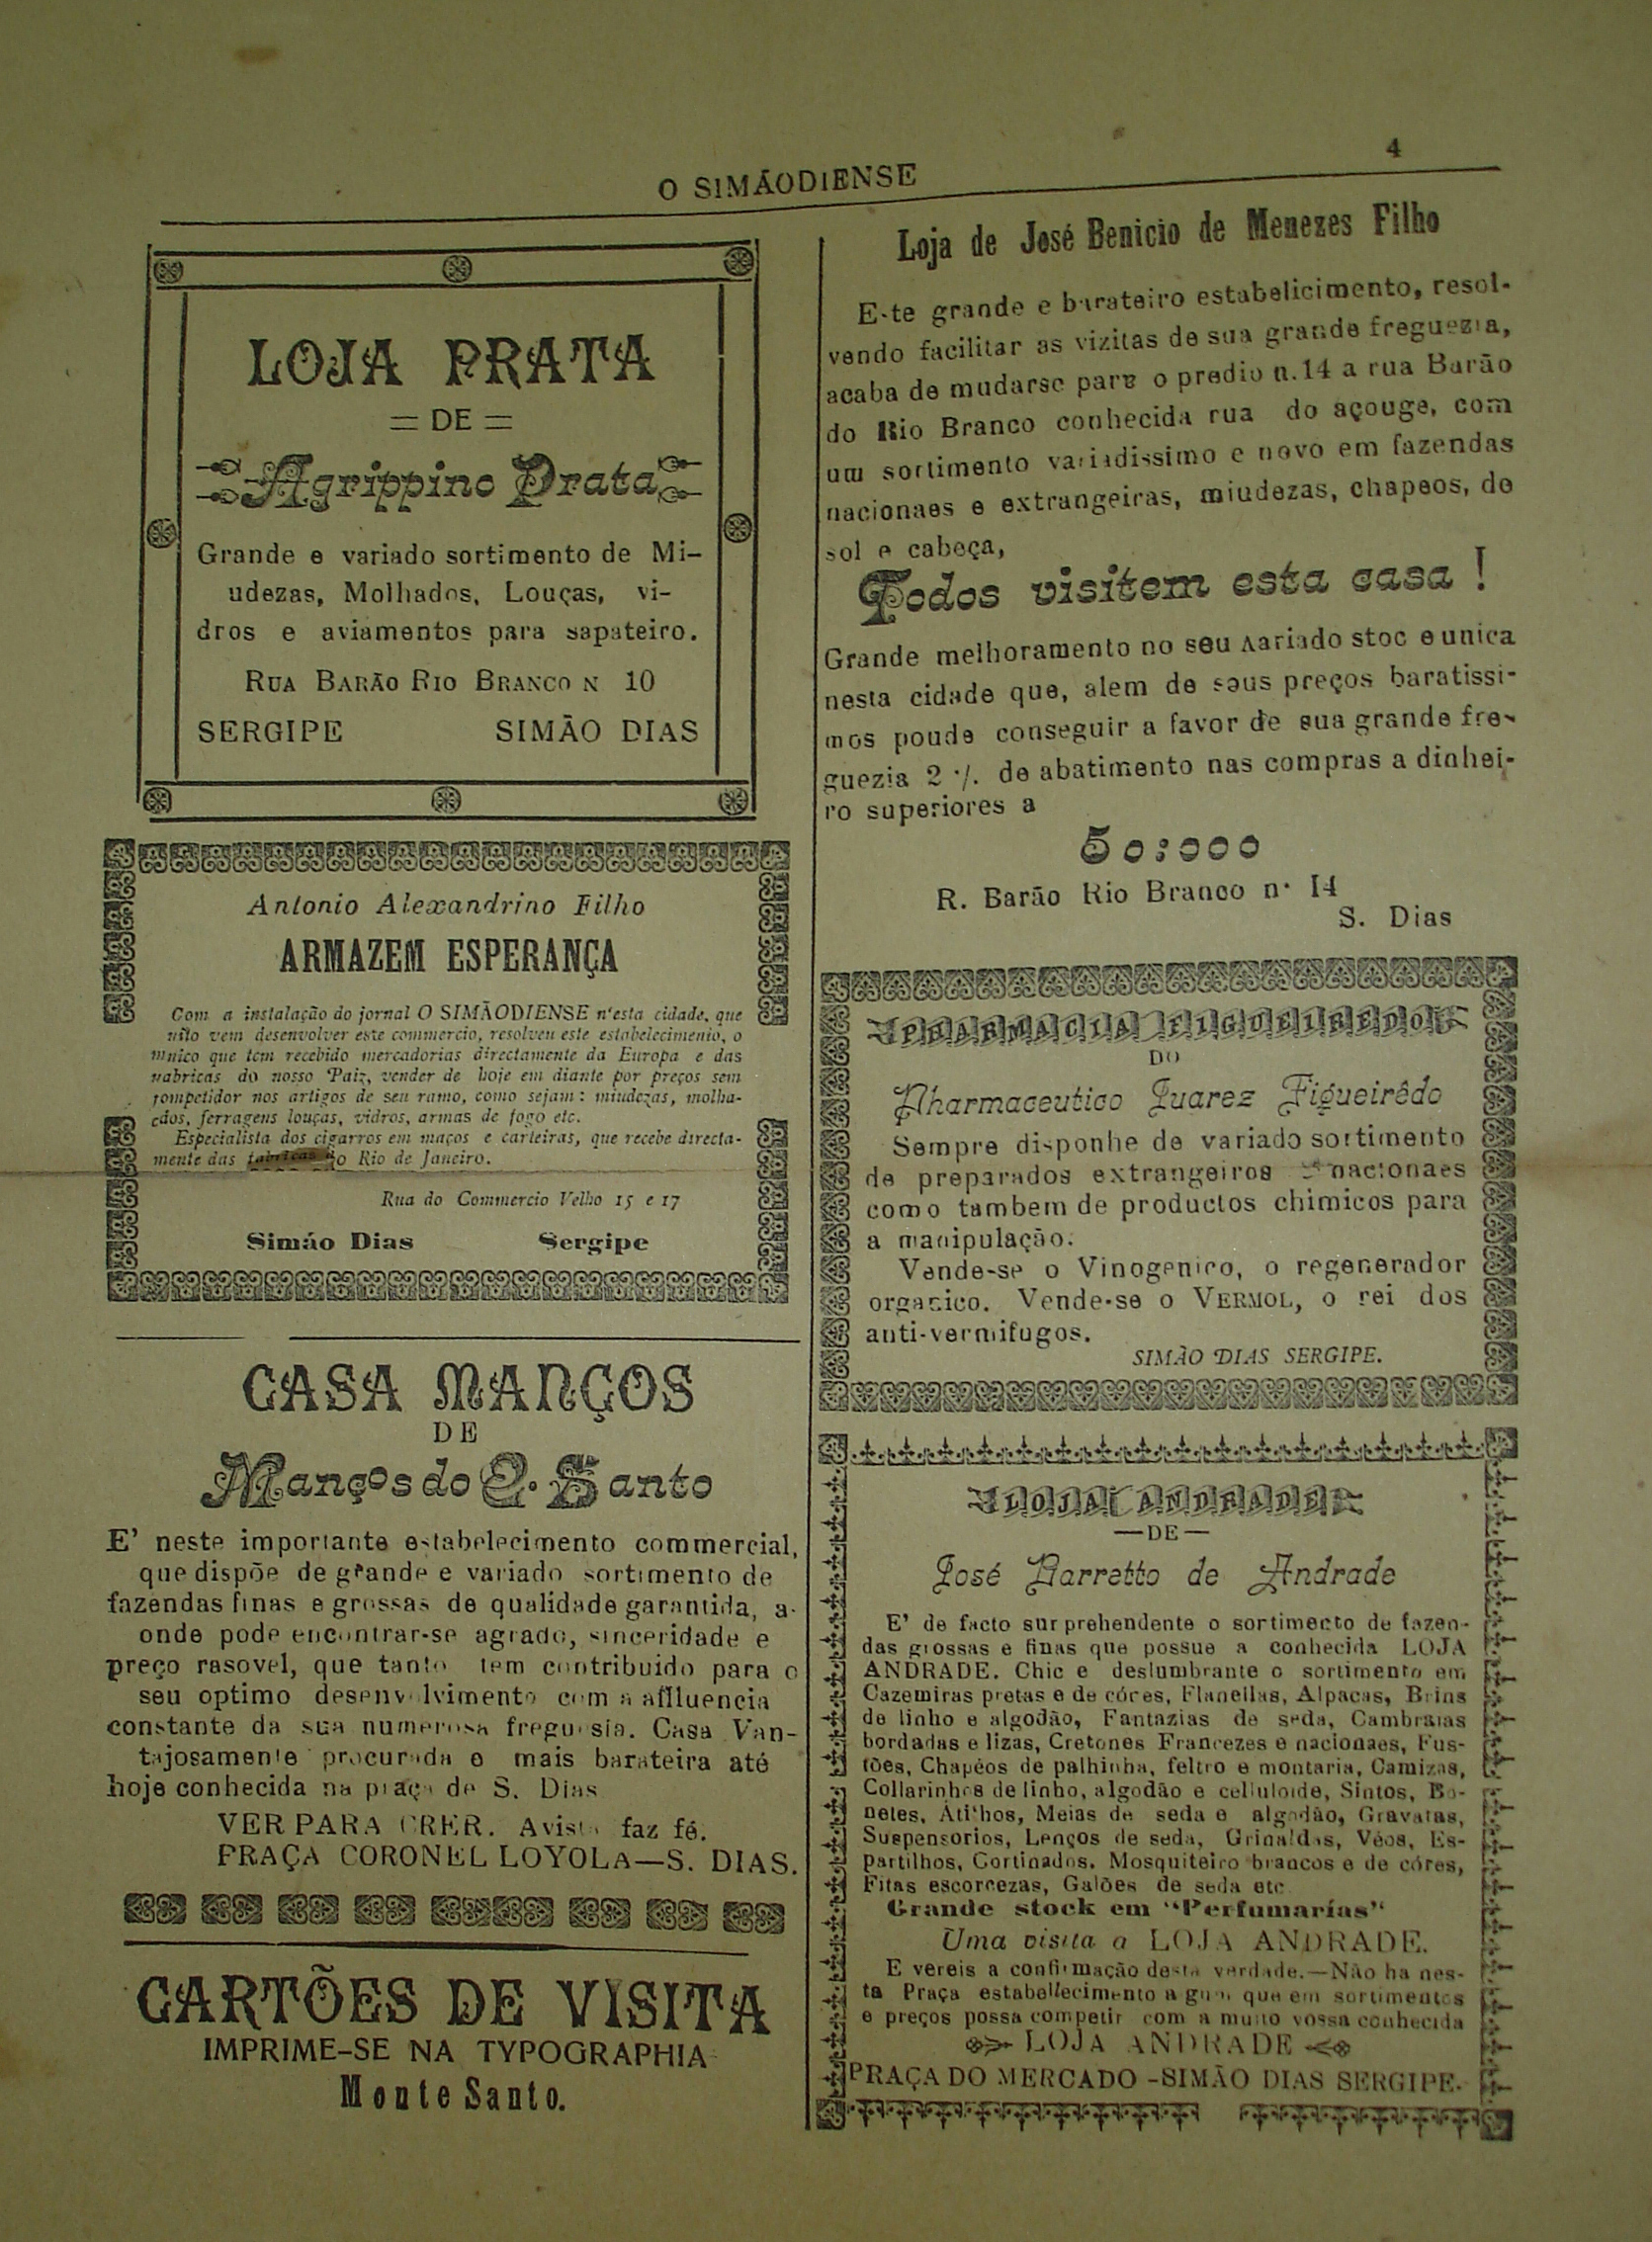 4
O SIMÃODIENSE
LOJA PRATA
= DE =
Agrippino Prata
Grande e variado sortimento de Mi-
udezas, Molhados, Louças, vi-
dros e aviamentos para sapateiro.
RUA BARÃO RIO BRANCO N 10
SERGIPE SIMÃO DIAS
Antonio Alexandrino Filho
ARMAZEM ESPERANÇA
Com a instalação do jornal O SIMÃODIENSE n'esta cidade, que
vem desenvolver este commercio, resolveu este estabelecimento, o
que tem recebido mercadorias directamente da Europa e das
uabricas do nosso Paiz, vender de hoje em diante por preços sem
rompetidor nos artigos de seu ramo, como sejam: miudezas, molha-
cdos, ferragens louças, vidros, armas de fogo etc.
Especialista dos cigarros em maços e carteiras, que recebe directa-
mente das fabricas do Rio de Janeiro.
Rua do Commercio Velho 15 e 17
Simão Dias Sergipe
CASA MANÇOS
DE
Manços do E. Santo
E' neste importante estabelecimento commercial,
que dispõe de grande e variado sortimento de
fazendas finas e grossas de qualidade garantida, a-
onde pode encontrar-se agrado, sinceridade e
preço rasovel, que tanto tem contribuido para o
seu optimo desenvolvimento com a affluencia
constante da sua numerosa freguesia. Casa Van-
tajosamente procurada e mais barateira até
hoje conhecida na praça de S. Dias
VER PARA CRER. A vista faz fé.
PRAÇA CORONEL LOYOLA—S. DIAS.
CARTÕES DE VISITA
IMPRIME-SE NA TYPOGRAPHIA
Monte Santo.
Loja de José Benicio de Menezes Filho
E-te grande e barateiro estabelicimento, resol-
vendo facilitar as vizitas de sua grande freguezia,
acaba de mudarse para o predio n. 14 a rua Barão
do Rio Branco conhecida rua do açouge, com
um sortimento variadissimo e novo em fazendas
nacionaes e extrangeiras, miudezas, chapeos, de
sol e cabeça,
Todos visitem esta casa !
Grande melhoramento no seu variado stoc e unica
nesta cidade que, alem de seus preços baratissi-
mos poude conseguir a favor de sua grande fre-
guezia 2 ·/. de abatimento nas compras a dinhei-
ro superiores a
50:000
R. Barão Rio Branco n· 14
S. Dias
PHARMACIA FIGUEIREDO
DO
Pharmaceutico Juarez Figueirêdo
Sempre disponhe de variado sortimento
de preparados extrangeiros e nacionaes
como tambem de productos chimicos para
a manipulação.
Vende-se o Vinogenico, o regenerador
organico. Vende-se o VERMOL, o rei dos
anti-vermifugos.
SIMÃO DIAS SERGIPE.
LOJA ANDRADE
—DE—
José Barretto de Andrade
E' de facto surprehendente o sortimecto de fazen-
das grossas e finas que possue a conhecida LOJA
ANDRADE. Chic e deslumbrante o sortimento em
Cazemiras pretas e de córes, Flanellas, Alpacas, Brins
de linho e algodão, Fantazias de seda, Cambraias
bordadas e lizas, Cretones Francezes e nacionaes, Fus-
tões, Chapéos de palhinha, feltro e montaria, Camizas,
Collarinhos de linho, algodão e celluloide, Sintos, Bo-
netes, Atilhos, Meias de seda e algodão, Gravatas,
Suspensorios, Lenços de seda, Grinaldas, Véos, Es-
partilhos, Cortinados, Mosquiteiro brancos e de córes,
Fitas escorcezas, Galões de seda etc
Grande stock em "Perfumarías"
Uma visita a LOJA ANDRADE.
E vereis a confirmação desta verdade.—Não ha nes-
ta Praça estabellecimento algum que em sortimentos
e preços possa competir com a muito vossa conhecida
LOJA ANDRADE
PRAÇA DO MERCADO -SIMÃO DIAS SERGIPE.